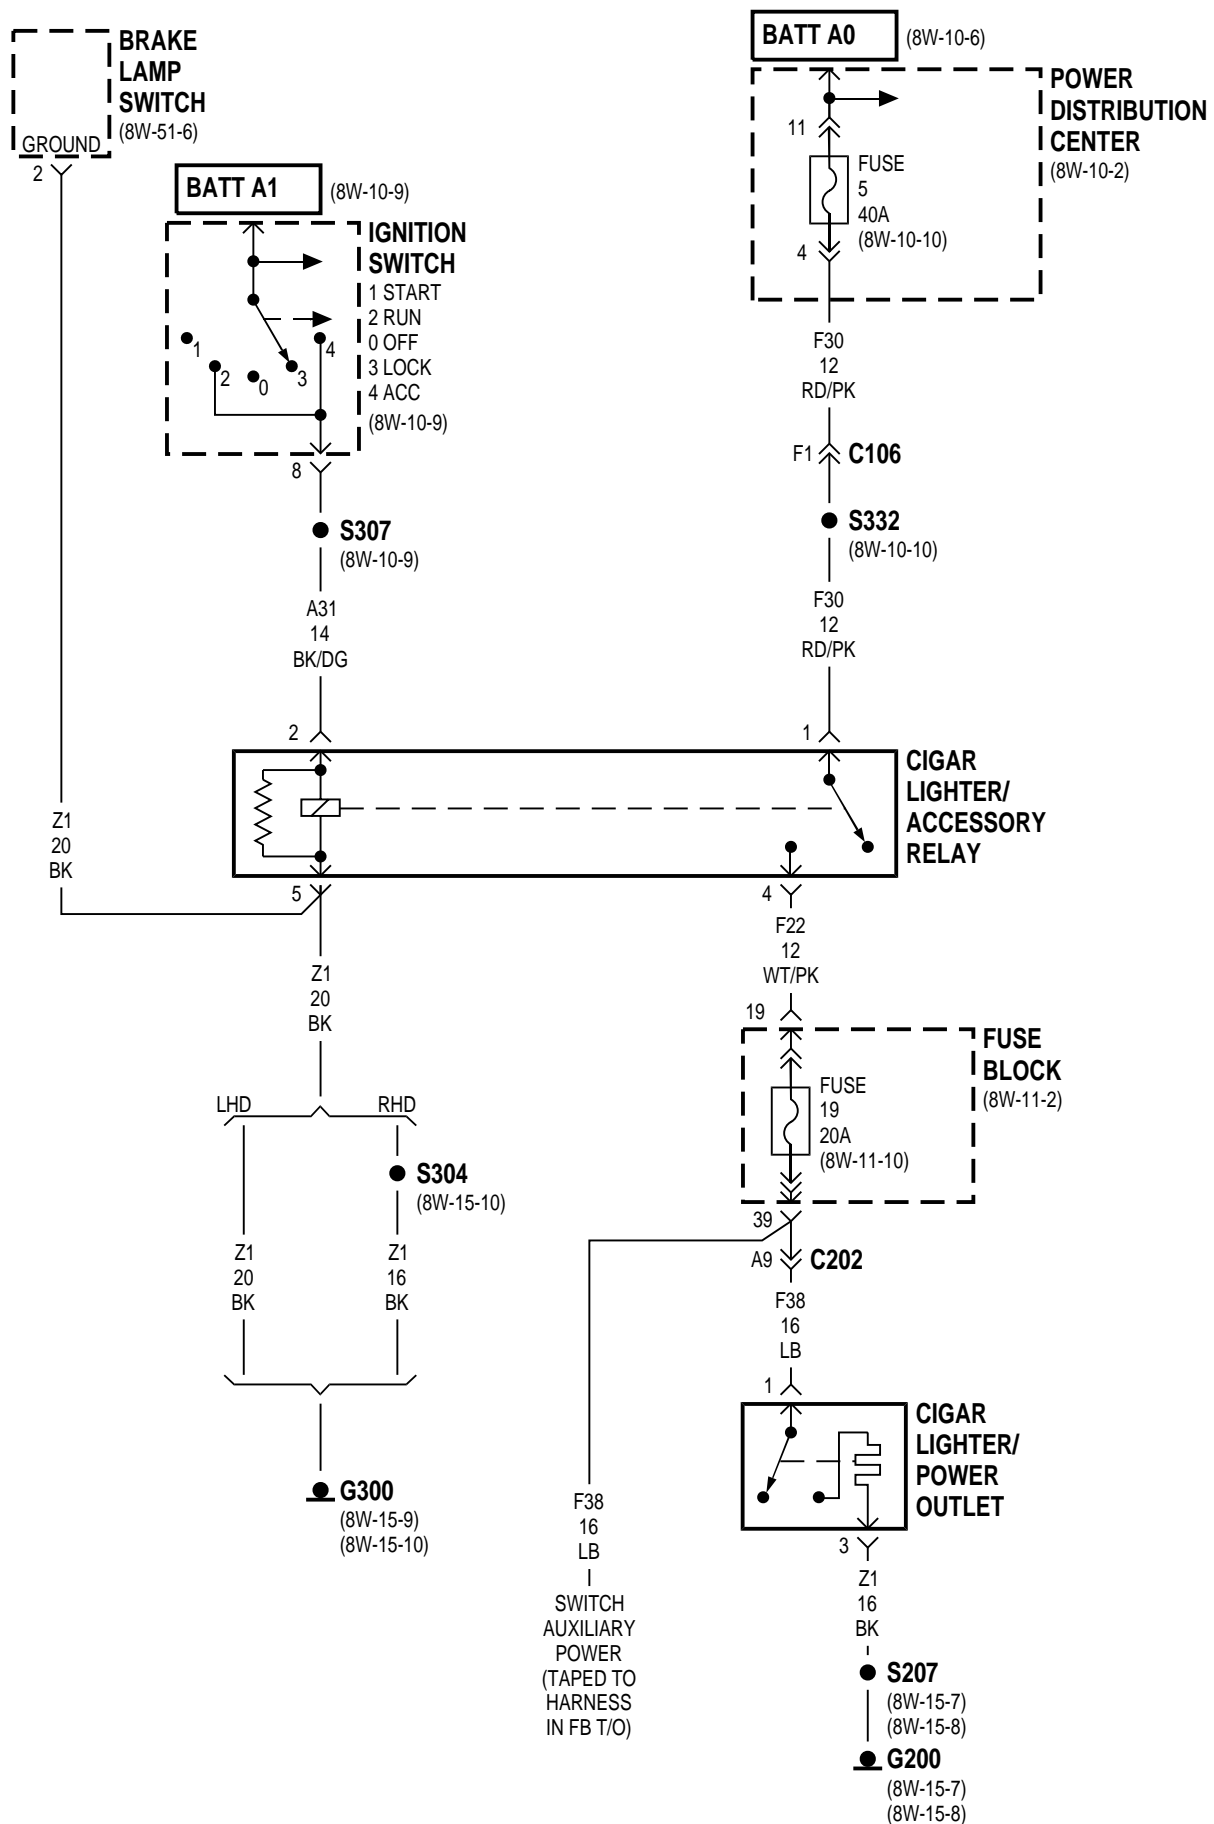 BRAKE
LAMP
SWITCH
(8W-51-6)
GROUND
2
BATT A0
(8W-10-6)
POWER
DISTRIBUTION
CENTER
(8W-10-2)
11
FUSE
5
40A
(8W-10-10)
4
BATT A1
(8W-10-9)
IGNITION
SWITCH
1 START
2 RUN
0 OFF
3 LOCK
4 ACC
(8W-10-9)
1
2
0
3
4
8
S307
(8W-10-9)
A31
14
BK/DG
2
F30
12
RD/PK
F1
C106
S332
(8W-10-10)
F30
12
RD/PK
1
CIGAR
LIGHTER/
ACCESSORY
RELAY
Z1
20
BK
5
4
Z1
20
BK
F22
12
WT/PK
19
FUSE
BLOCK
(8W-11-2)
FUSE
19
20A
(8W-11-10)
39
A9
C202
LHD
RHD
S304
(8W-15-10)
Z1
20
BK
Z1
16
BK
G300
(8W-15-9)
(8W-15-10)
F38
16
LB
1
CIGAR
LIGHTER/
POWER
OUTLET
3
F38
16
LB
SWITCH
AUXILIARY
POWER
(TAPED TO
HARNESS
IN FB T/O)
Z1
16
BK
S207
(8W-15-7)
(8W-15-8)
G200
(8W-15-7)
(8W-15-8)